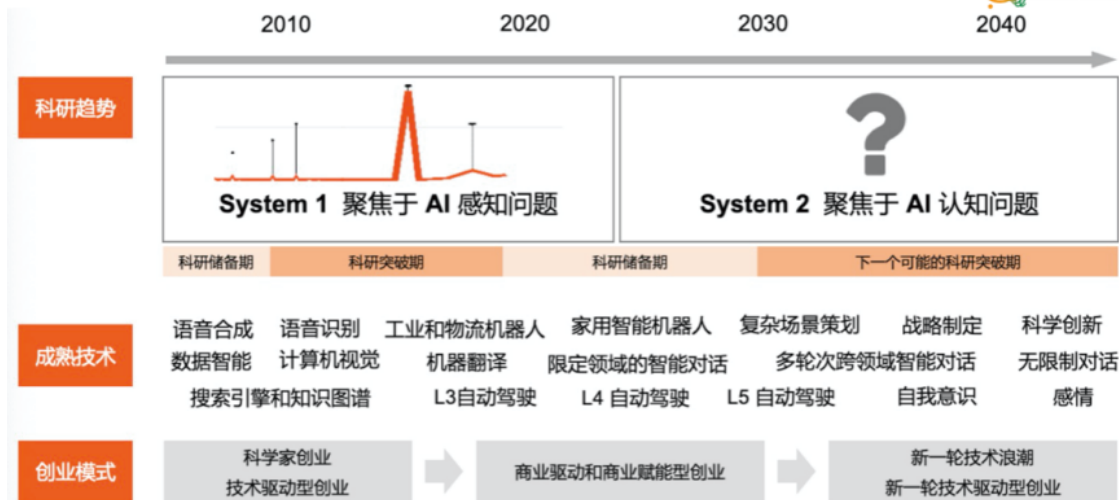 2010 2020 2030 2040
科研趋势
System 1 聚焦于 AI 感知问题
System 2 聚焦于 AI 认知问题
科研储备期 科研突破期 科研储备期 下一个可能的科研突破期
成熟技术
语音合成 语音识别 工业和物流机器人 家用智能机器人 复杂场景策划 战略制定 科学创新
数据智能 计算机视觉 机器翻译 限定领域的智能对话 多轮次跨领域智能对话 无限制对话
搜索引擎和知识图谱 L3自动驾驶 L4 自动驾驶 L5 自动驾驶 自我意识 感情
创业模式
科学家创业
技术驱动型创业
商业驱动和商业赋能型创业
新一轮技术浪潮
新一轮技术驱动型创业